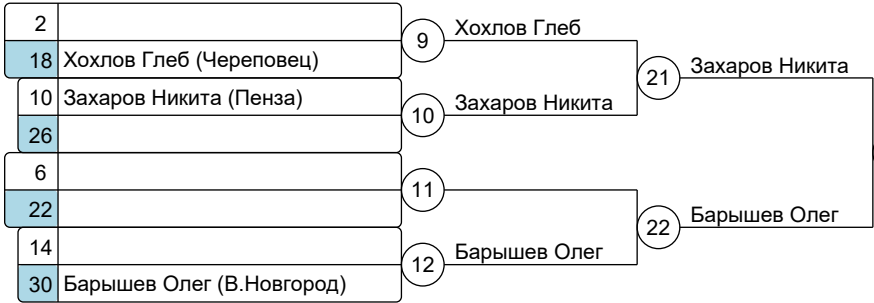 2
18 Хохлов Глеб (Череповец)
10 Захаров Никита (Пенза)
26
6
22
14
30 Барышев Олег (В.Новгород)
9 Хохлов Глеб
10 Захаров Никита
11
12 Барышев Олег
21 Захаров Никита
22 Барышев Олег